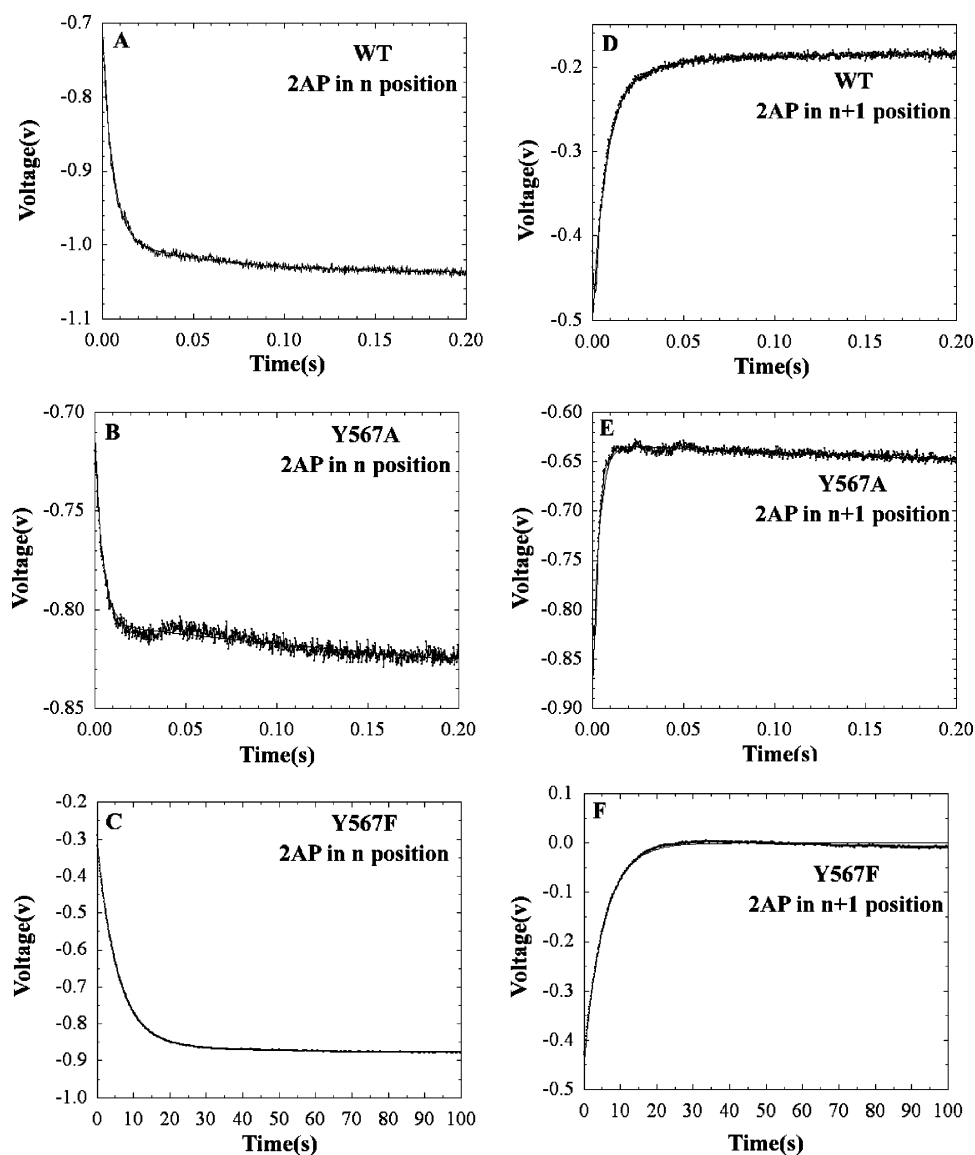 A
WT
2AP in n position
Voltage(v)
-0.7
-0.8
-0.9
-1.0
-1.1
0.00 0.05 0.10 0.15 0.20
Time(s)
D
WT
2AP in n+1 position
Voltage(v)
-0.2
-0.3
-0.4
-0.5
0.00 0.05 0.10 0.15 0.20
Time(s)
B
Y567A
2AP in n position
Voltage(v)
-0.70
-0.75
-0.80
-0.85
0.00 0.05 0.10 0.15 0.20
Time(s)
E
Y567A
2AP in n+1 position
Voltage(v)
-0.60
-0.65
-0.70
-0.75
-0.80
-0.85
-0.90
0.00 0.05 0.10 0.15 0.20
Time(s)
C
Y567F
2AP in n position
Voltage(v)
-0.2
-0.3
-0.4
-0.5
-0.6
-0.7
-0.8
-0.9
-1.0
0 10 20 30 40 50 60 70 80 90 100
Time(s)
F
Y567F
2AP in n+1 position
Voltage(v)
0.1
0.0
-0.1
-0.2
-0.3
-0.4
-0.5
0 10 20 30 40 50 60 70 80 90 100
Time(s)